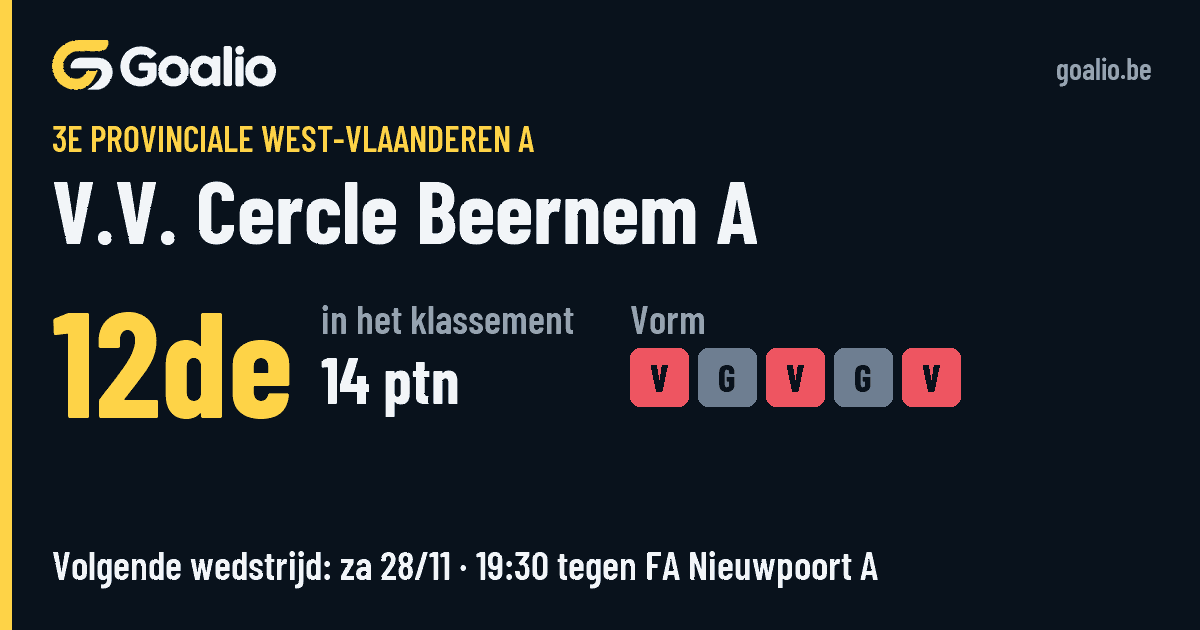 Goalio
goalio.be
3E PROVINCIALE WEST-VLAANDEREN A
V.V. Cercle Beernem A
12de
in het klassement
14 ptn
Vorm
V G V G V
Volgende wedstrijd: za 28/11 · 19:30 tegen FA Nieuwpoort A